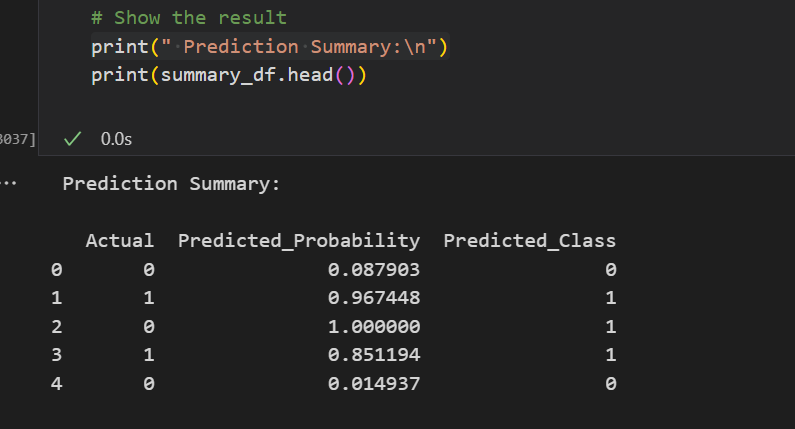 # Show the result
print(" Prediction Summary:\n")
print(summary_df.head())
3037]
0.0s
Prediction Summary:
Actual Predicted_Probability Predicted_Class
0 0 0.087903 0
1 1 0.967448 1
2 0 1.000000 1
3 1 0.851194 1
4 0 0.014937 0